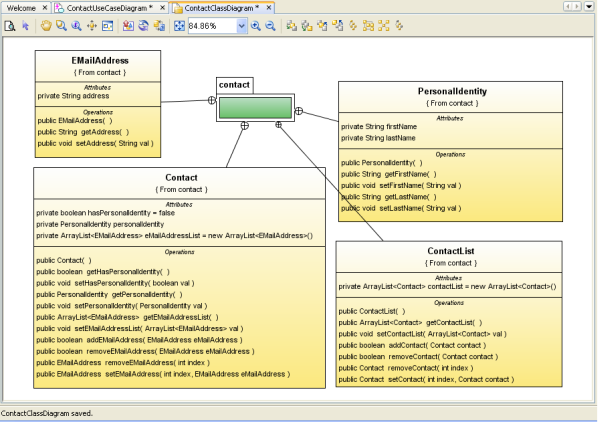 Welcome × ContactUseCaseDiagram * × ContactClassDiagram * ×
84.86%
EMailAddress
{ From contact }
Attributes
private String address
Operations
public EMailAddress( )
public String getAddress( )
public void setAddress( String val )
contact
PersonalIdentity
{ From contact }
Attributes
private String firstName
private String lastName
Operations
public PersonalIdentity( )
public String getFirstName( )
public void setFirstName( String val )
public String getLastName( )
public void setLastName( String val )
Contact
{ From contact }
Attributes
private boolean hasPersonalIdentity = false
private PersonalIdentity personalidentity
private ArrayList<EMailAddress> eMailAddressList = new ArrayList<EMailAddress>()
Operations
public Contact( )
public boolean getHasPersonalIdentity( )
public void setHasPersonalIdentity( boolean val )
public PersonalIdentity getPersonalidentity( )
public void setPersonalidentity( PersonalIdentity val )
public ArrayList<EMailAddress> getEMailAddressList( )
public void setEMailAddressList( ArrayList<EMailAddress> val )
public boolean addEMailAddress( EMailAddress eMailAddress )
public boolean removeEMailAddress( EMailAddress eMailAddress )
public EMailAddress removeEMailAddress( int index )
public EMailAddress setEMailAddress( int index, EMailAddress eMailAddress )
ContactList
{ From contact }
Attributes
private ArrayList<Contact> contactList = new ArrayList<Contact>()
Operations
public ContactList( )
public ArrayList<Contact> getContactList( )
public void setContactList( ArrayList<Contact> val )
public boolean addContact( Contact contact )
public boolean removeContact( Contact contact )
public Contact removeContact( int index )
public Contact setContact( int index, Contact contact )
ContactClassDiagram saved.